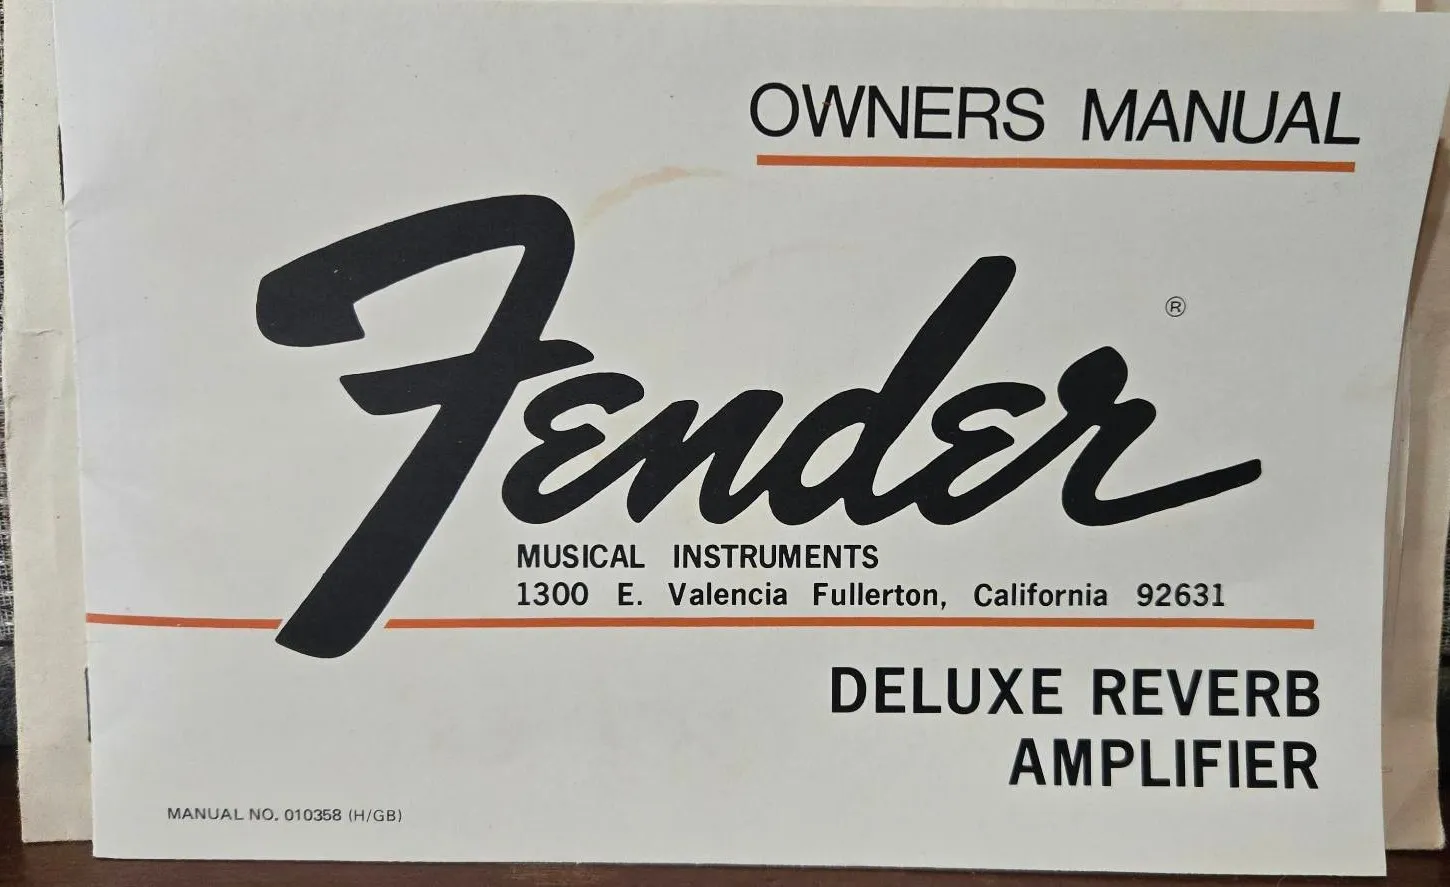 OWNERS MANUAL
Fender
®
MUSICAL INSTRUMENTS
1300 E. Valencia Fullerton, California 92631
DELUXE REVERB
AMPLIFIER
MANUAL NO. 010358 (H/GB)